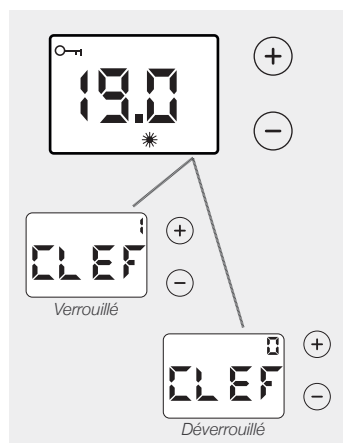 19.0
+
−
1
CLEF
+
−
Verrouillé
0
CLEF
+
−
Déverrouillé